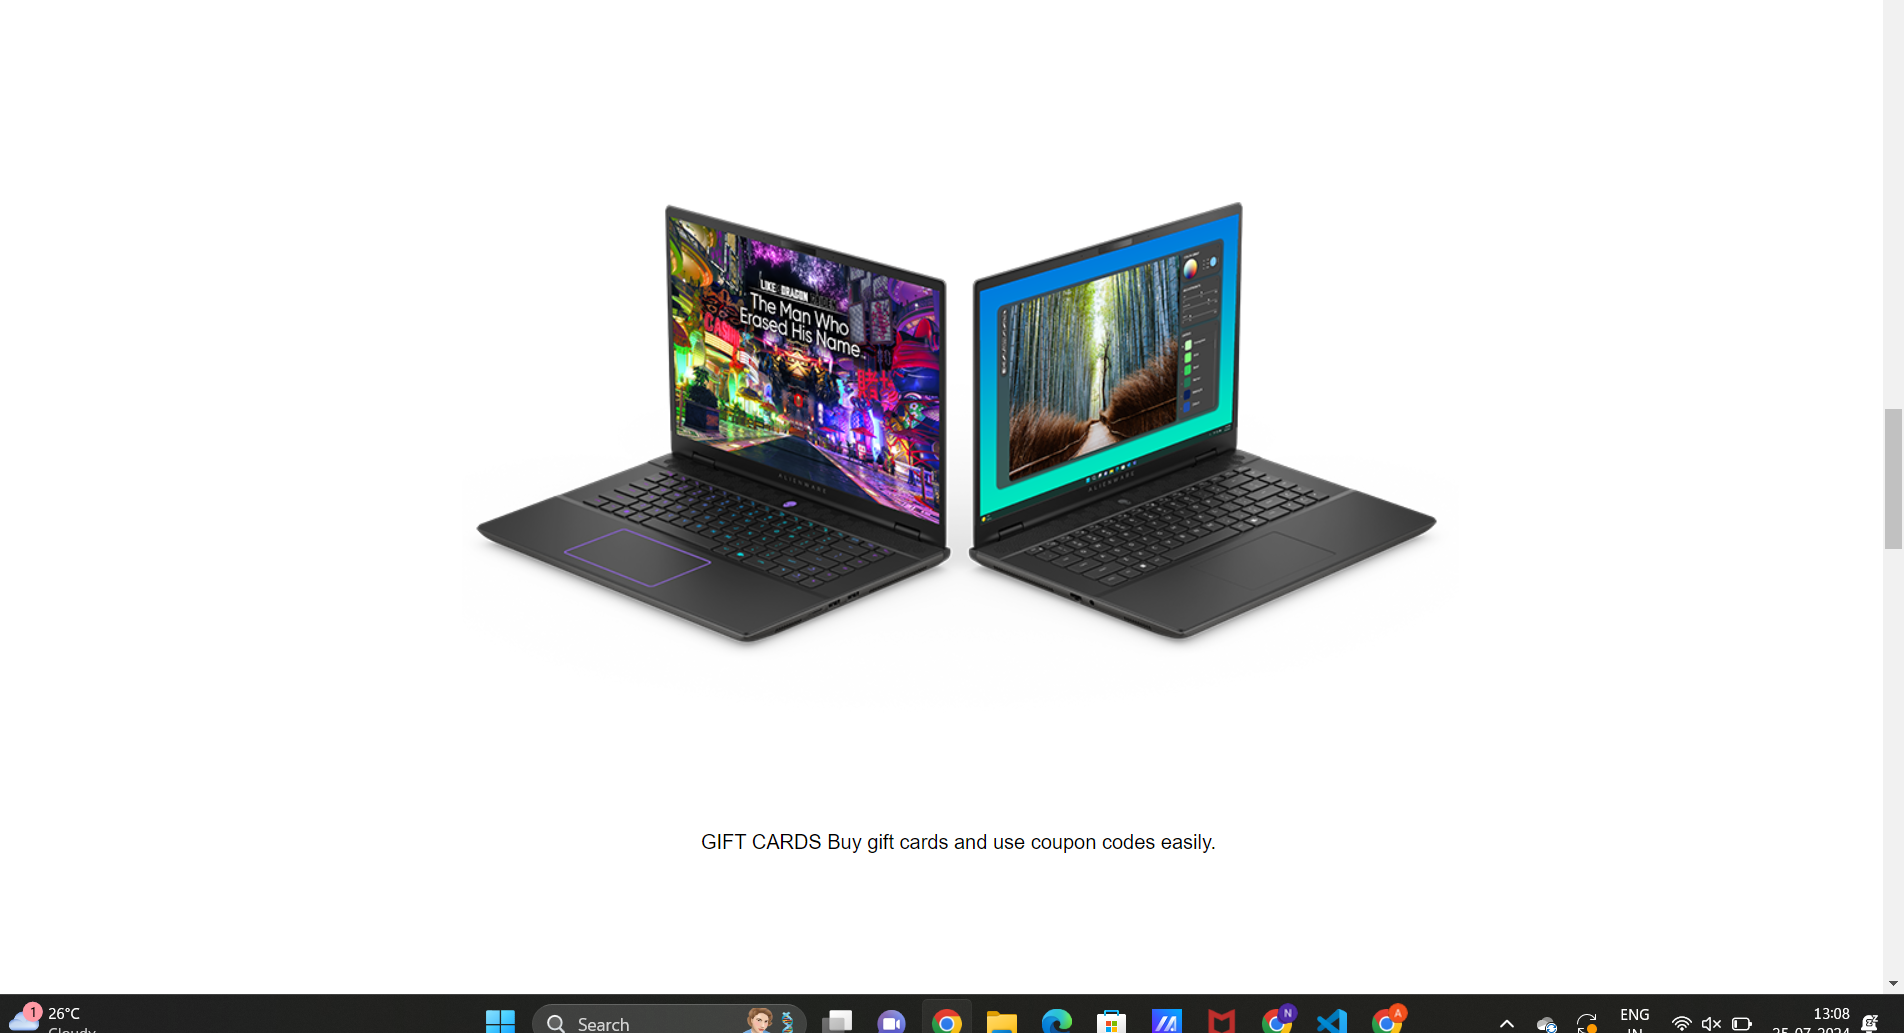 LIKE A DRAGON
The Man Who
Erased His Name
ALIENWARE
ALIENWARE
GIFT CARDS Buy gift cards and use coupon codes easily.
1
26°C
Cloudy
Search
N
A
ENG
IN
13:08
25-07-2024